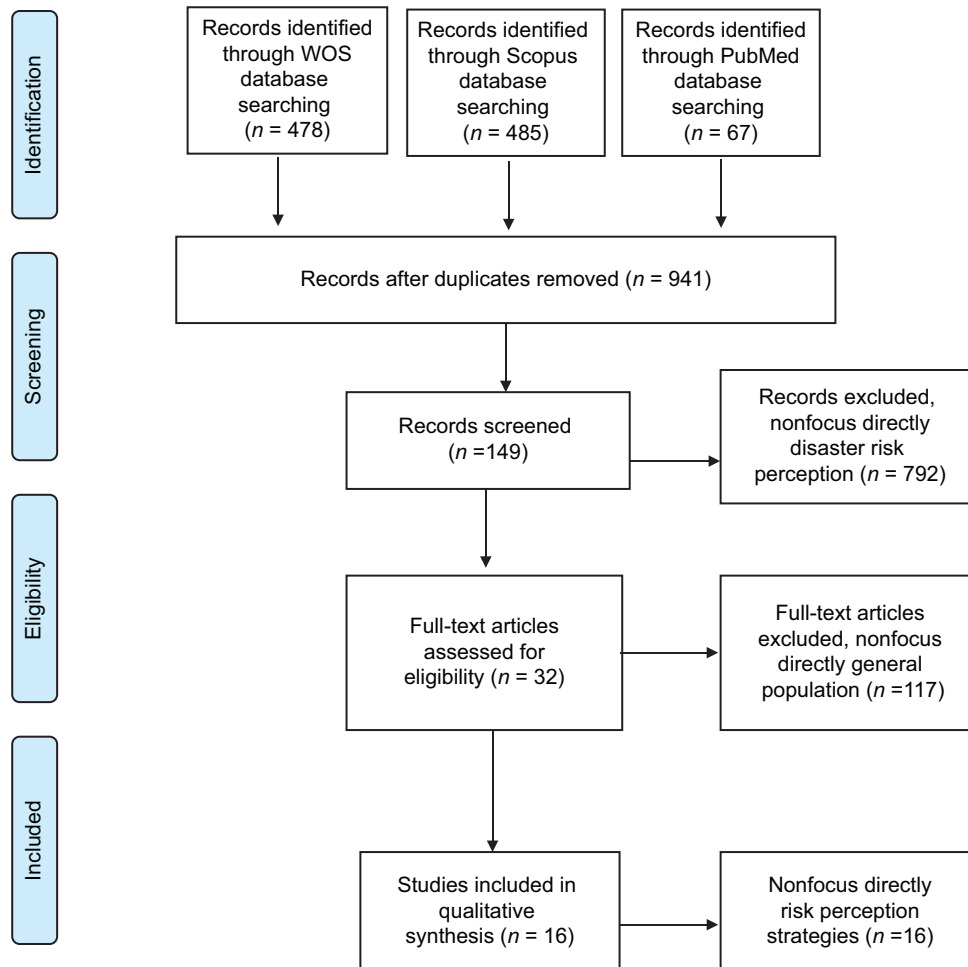 Identification
Records identified
through WOS
database
searching
(n = 478)
Records identified
through Scopus
database
searching
(n = 485)
Records identified
through PubMed
database
searching
(n = 67)
Records after duplicates removed (n = 941)
Screening
Records screened
(n =149)
Records excluded,
nonfocus directly
disaster risk
perception (n = 792)
Eligibility
Full-text articles
assessed for
eligibility (n = 32)
Full-text articles
excluded, nonfocus
directly general
population (n =117)
Included
Studies included in
qualitative
synthesis (n = 16)
Nonfocus directly
risk perception
strategies (n =16)